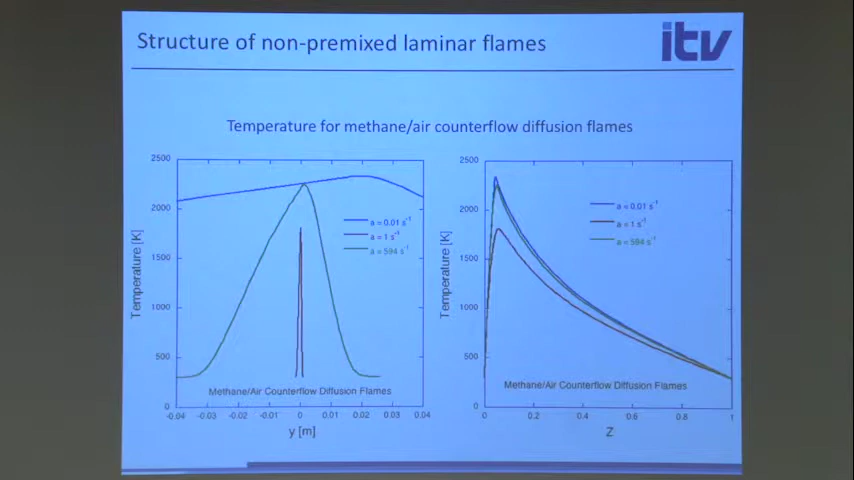 Structure of non-premixed laminar flames
itv
Temperature for methane/air counterflow diffusion flames
2500
2000
1500
1000
500
0
Temperature [K]
a = 0.01 s⁻¹
a = 1 s⁻¹
a = 594 s⁻¹
Methane/Air Counterflow Diffusion Flames
-0.04 -0.03 -0.02 -0.01 0 0.01 0.02 0.03 0.04
y [m]
2500
2000
1500
1000
500
0
Temperature [K]
a = 0.01 s⁻¹
a = 1 s⁻¹
a = 594 s⁻¹
Methane/Air Counterflow Diffusion Flames
0 0.2 0.4 0.6 0.8 1
Z